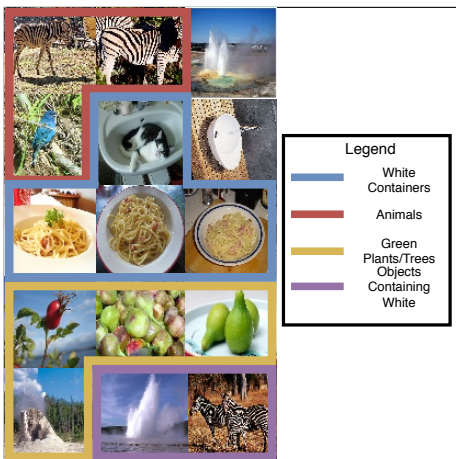 Legend
White
Containers
Animals
Green
Plants/Trees
Objects
Containing
White